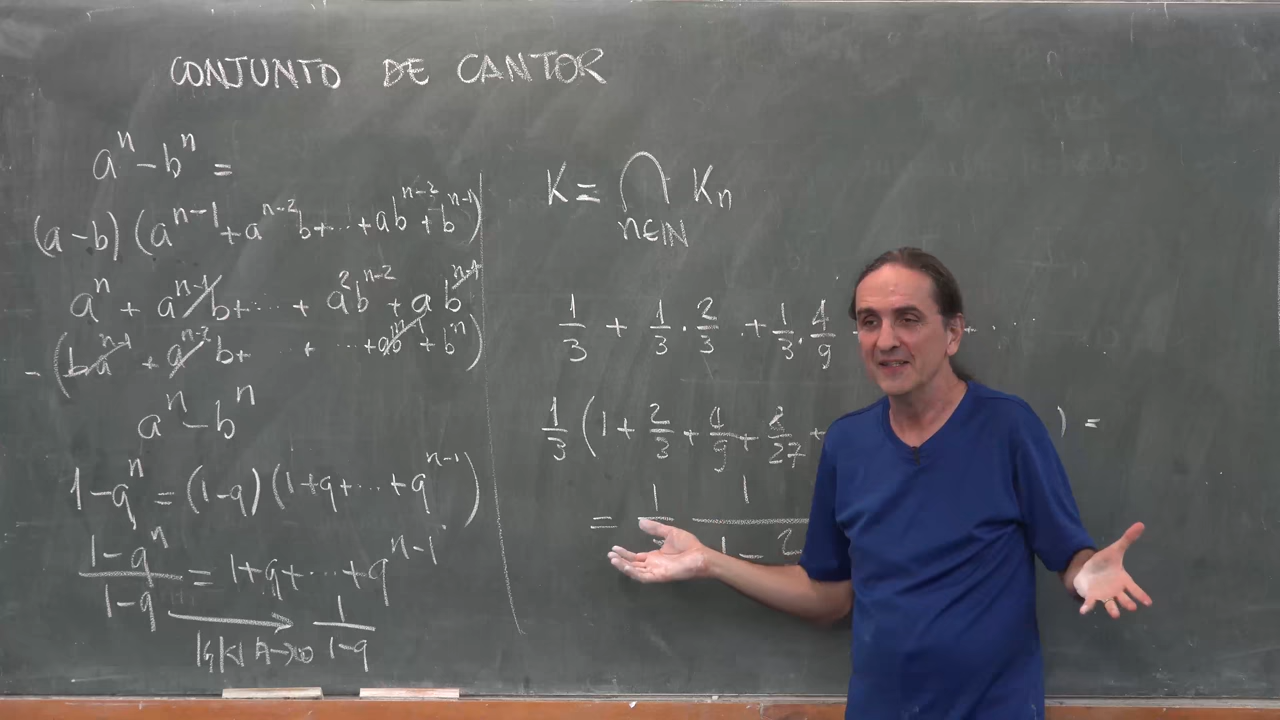 CONJUNTO DE CANTOR
aⁿ - bⁿ =
(a - b)(aⁿ⁻¹ + aⁿ⁻²b + ... + abⁿ⁻² + bⁿ⁻¹)
aⁿ + aⁿ⁻¹b + ... + a²bⁿ⁻² + abⁿ⁻¹
- (baⁿ⁻¹ + aⁿ⁻²b + ... + ... + abⁿ⁻¹ + bⁿ)
aⁿ - bⁿ
1 - qⁿ = (1 - q)(1 + q + ... + qⁿ⁻¹)
(1 - qⁿ)/(1 - q) = 1 + q + ... + qⁿ⁻¹
|q| < 1 n → ∞ 1/(1 - q)
K = ⋂ Kn
n ∈ ℕ
1/3 + 1/3 · 2/3 + 1/3 · 4/9 + ...
1/3 (1 + 2/3 + 4/9 + 8/27 + ) =
= 1 1 / 1 - 2